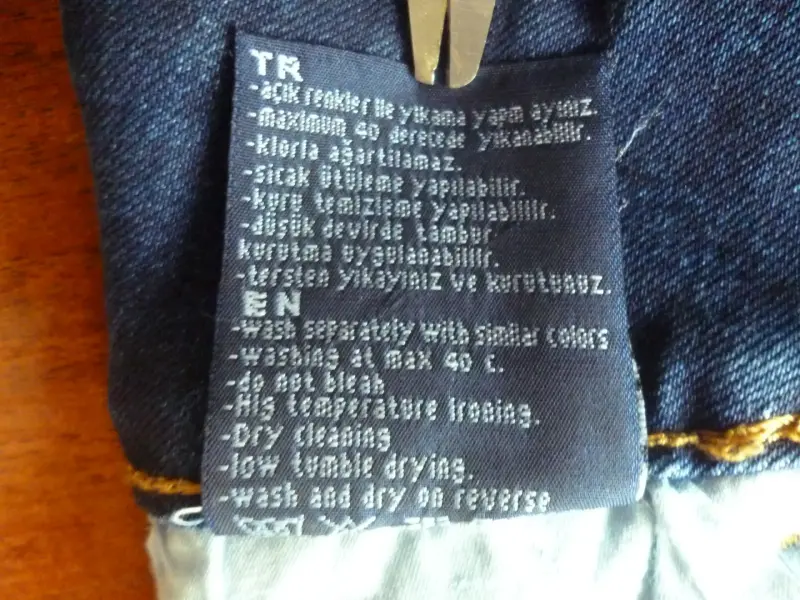 TR
-açık renkler ile yıkama yapm ayınız.
-maximum 40 derecede yıkanabilir.
-klorla ağartılamaz.
-sıcak ütüleme yapılabilir.
-kuru temizleme yapılabilir.
-düşük devirde tambur
kurutma uygulanabilir.
-tersten yıkayınız ve kurutunuz.
EN
-wash separately with similar colors
-washing at max 40 c.
-do not bleah
-Hig temperature ironing.
-Dry cleaning
-low tumble drying.
-wash and dry on reverse